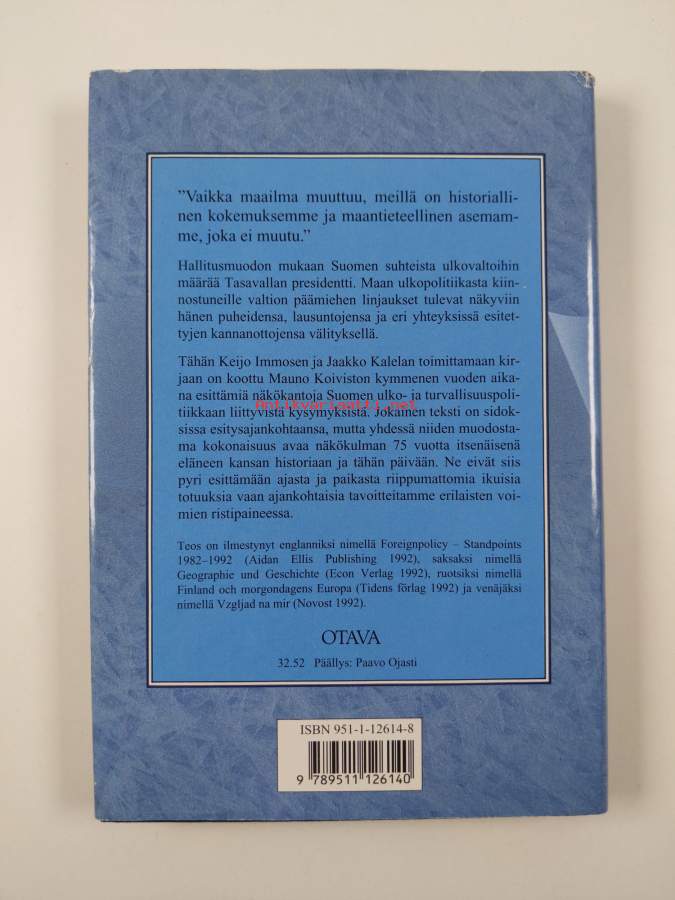 ”Vaikka maailma muuttuu, meillä on historialli-
nen kokemuksemme ja maantieteellinen asemam-
me, joka ei muutu.”
Hallitusmuodon mukaan Suomen suhteista ulkovaltoihin
määrää Tasavallan presidentti. Maan ulkopolitiikasta kiin-
nostuneille valtion päämiehen linjaukset tulevat näkyviin
hänen puheidensa, lausuntojensa ja eri yhteyksissä esitet-
tyjen kannanottojensa välityksellä.
Tähän Keijo Immosen ja Jaakko Kalelan toimittamaan kir-
jaan on koottu Mauno Koiviston kymmenen vuoden aika-
na esittämiä näkökantoja Suomen ulko- ja turvallisuuspoli-
Antikvariaatti.net
tiikkaan liittyvistä kysymyksistä. Jokainen teksti on sidok-
sissa esitysajankohtaansa, mutta yhdessä niiden muodosta-
ma kokonaisuus avaa näkökulman 75 vuotta itsenäisenä
eläneen kansan historiaan ja tähän päivään. Ne eivät siis
pyri esittämään ajasta ja paikasta riippumattomia ikuisia
totuuksia vaan ajankohtaisia tavoitteitamme erilaisten voi-
mien ristipaineessa.
Teos on ilmestynyt englanniksi nimellä Foreignpolicy – Standpoints
1982–1992 (Aidan Ellis Publishing 1992), saksaksi nimellä
Geographie und Geschichte (Econ Verlag 1992), ruotsiksi nimellä
Finland och morgondagens Europa (Tidens förlag 1992) ja venäjäksi
nimellä Vzgljad na mir (Novost 1992).
OTAVA
32.52 Päällys: Paavo Ojasti
ISBN 951-1-12614-8
9 789511 126140